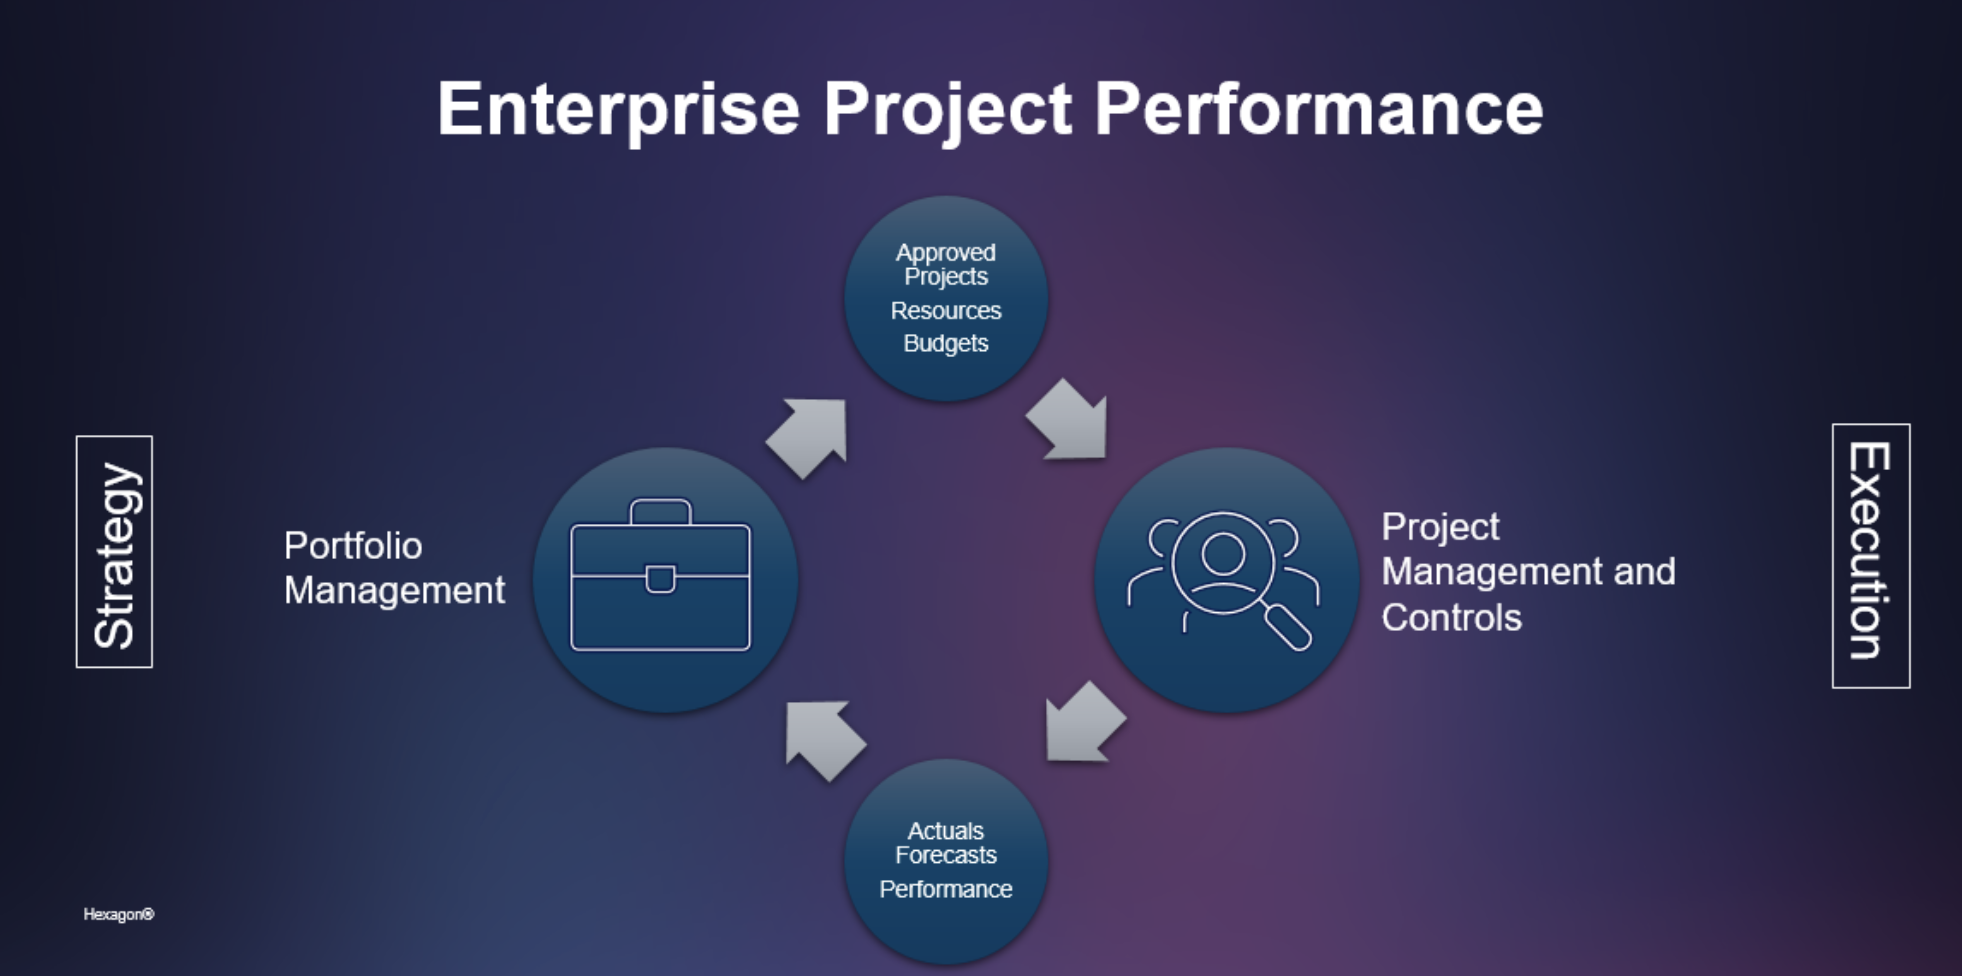 Enterprise Project Performance
Approved
Projects
Resources
Budgets
Strategy
Portfolio
Management
Project
Management and
Controls
Execution
Actuals
Forecasts
Performance
Hexagon®